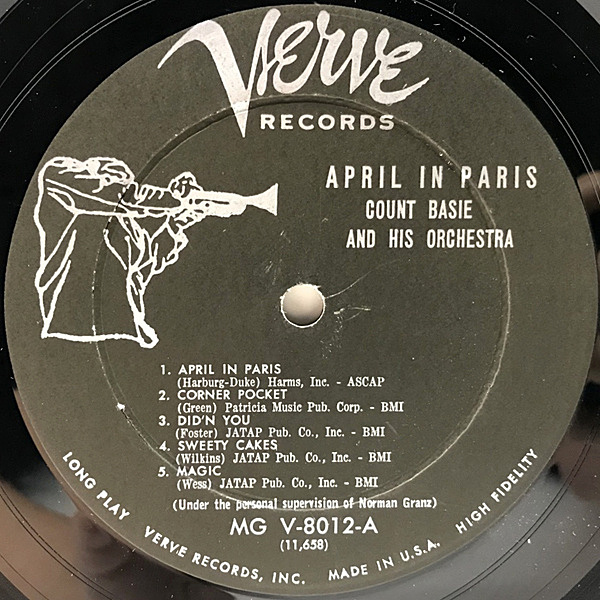 Verve
RECORDS
APRIL IN PARIS
COUNT BASIE
AND HIS ORCHESTRA
1. APRIL IN PARIS
(Harburg-Duke) Harms, Inc. - ASCAP
2. CORNER POCKET
(Green) Patricia Music Pub. Corp. - BMI
3. DID'N YOU
(Foster) JATAP Pub. Co., Inc. - BMI
4. SWEETY CAKES
(Wilkins) JATAP Pub. Co., Inc. - BMI
5. MAGIC
(Wess) JATAP Pub. Co., Inc. - BMI
(Under the personal supervision of Norman Granz)
MG V-8012-A
(11,658)
LONG PLAY VERVE RECORDS, INC. MADE IN U.S.A. HIGH FIDELITY